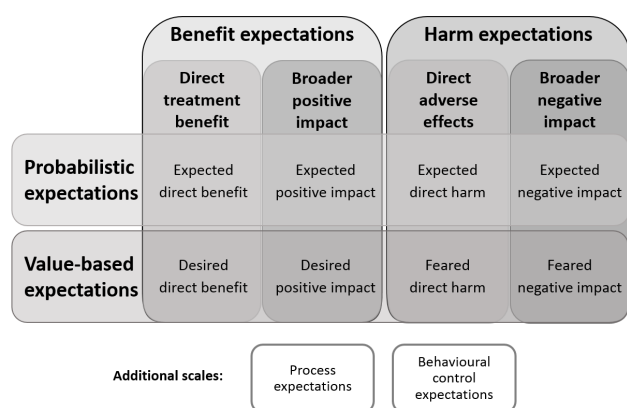 Benefit expectations
Harm expectations
Direct
treatment
benefit
Broader
positive
impact
Direct
adverse
effects
Broader
negative
impact
Probabilistic
expectations
Expected
direct benefit
Expected
positive impact
Expected
direct harm
Expected
negative impact
Value-based
expectations
Desired
direct benefit
Desired
positive impact
Feared
direct harm
Feared
negative impact
Additional scales:
Process
expectations
Behavioural
control
expectations